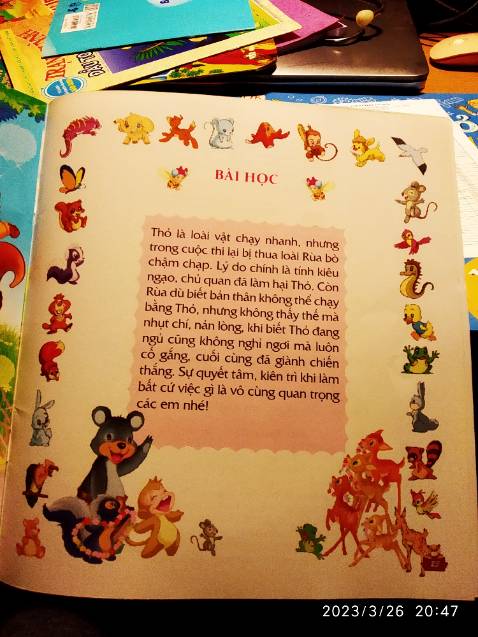 BÀI HỌC
Thỏ là loài vật chạy nhanh, nhưng
trong cuộc thi lại bị thua loài Rùa bò
chậm chạp. Lý do chính là tính kiêu
ngạo, chủ quan đã làm hại Thỏ. Còn
Rùa dù biết bản thân không thể chạy
bằng Thỏ, nhưng không thấy thế mà
nhụt chí, nản lòng, khi biết Thỏ đang
ngủ cũng không nghỉ ngơi mà luôn
cố gắng, cuối cùng đã giành chiến
thắng. Sự quyết tâm, kiên trì khi làm
bất cứ việc gì là vô cùng quan trọng
các em nhé!
2023/3/26 20:47